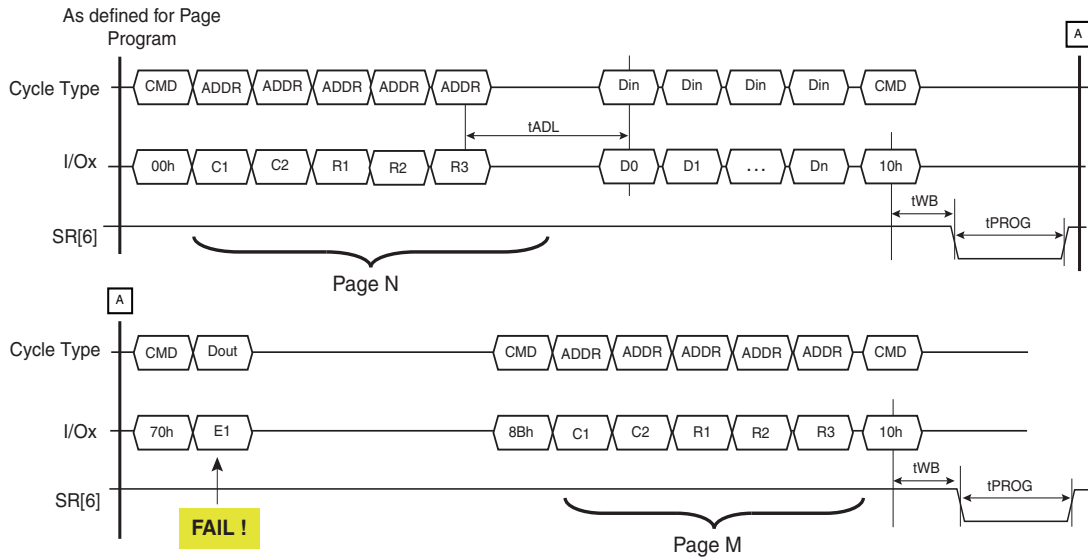 As defined for Page
Program
A
Cycle Type
CMD ADDR ADDR ADDR ADDR ADDR Din Din Din Din CMD
tADL
I/Ox
00h C1 C2 R1 R2 R3 D0 D1 ... Dn 10h
tWB
tPROG
SR[6]
Page N
A
Cycle Type
CMD Dout CMD ADDR ADDR ADDR ADDR ADDR CMD
I/Ox
70h E1 8Bh C1 C2 R1 R2 R3 10h
tWB
tPROG
SR[6]
FAIL !
Page M